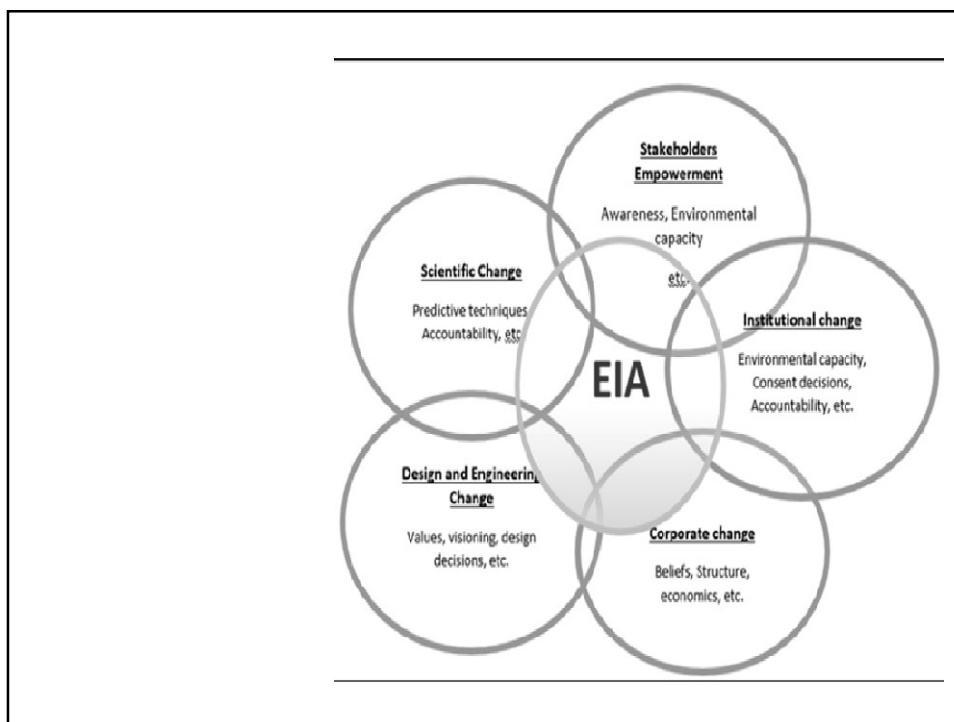 Stakeholders
Empowerment
Awareness, Environmental
capacity
etc.
Scientific Change
Predictive techniques
Accountability, etc
Institutional change
Environmental capacity,
Consent decisions,
Accountability, etc.
EIA
Design and Engineering
Change
Values, visioning, design
decisions, etc.
Corporate change
Beliefs, Structure,
economics, etc.